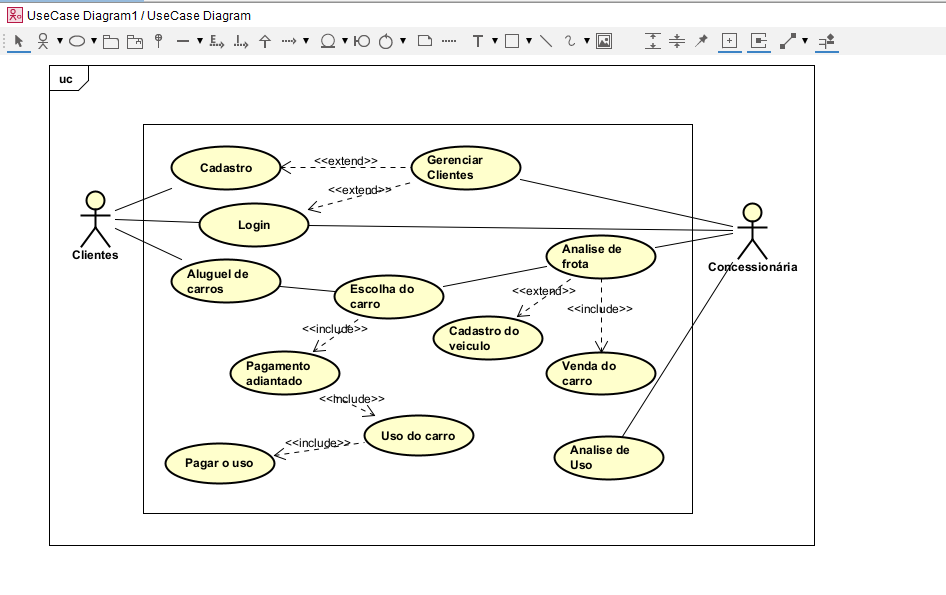 UseCase Diagram1 / UseCase Diagram
T
uc
Cadastro
<<extend>>
Gerenciar
Clientes
<<extend>>
Login
Clientes
Concessionária
Aluguel de
carros
Escolha do
carro
Analise de
frota
<<extend>>
<<include>>
Cadastro do
veiculo
<<include>>
Pagamento
adiantado
Venda do
carro
<<include>>
Uso do carro
<<include>>
Pagar o uso
Analise de
Uso